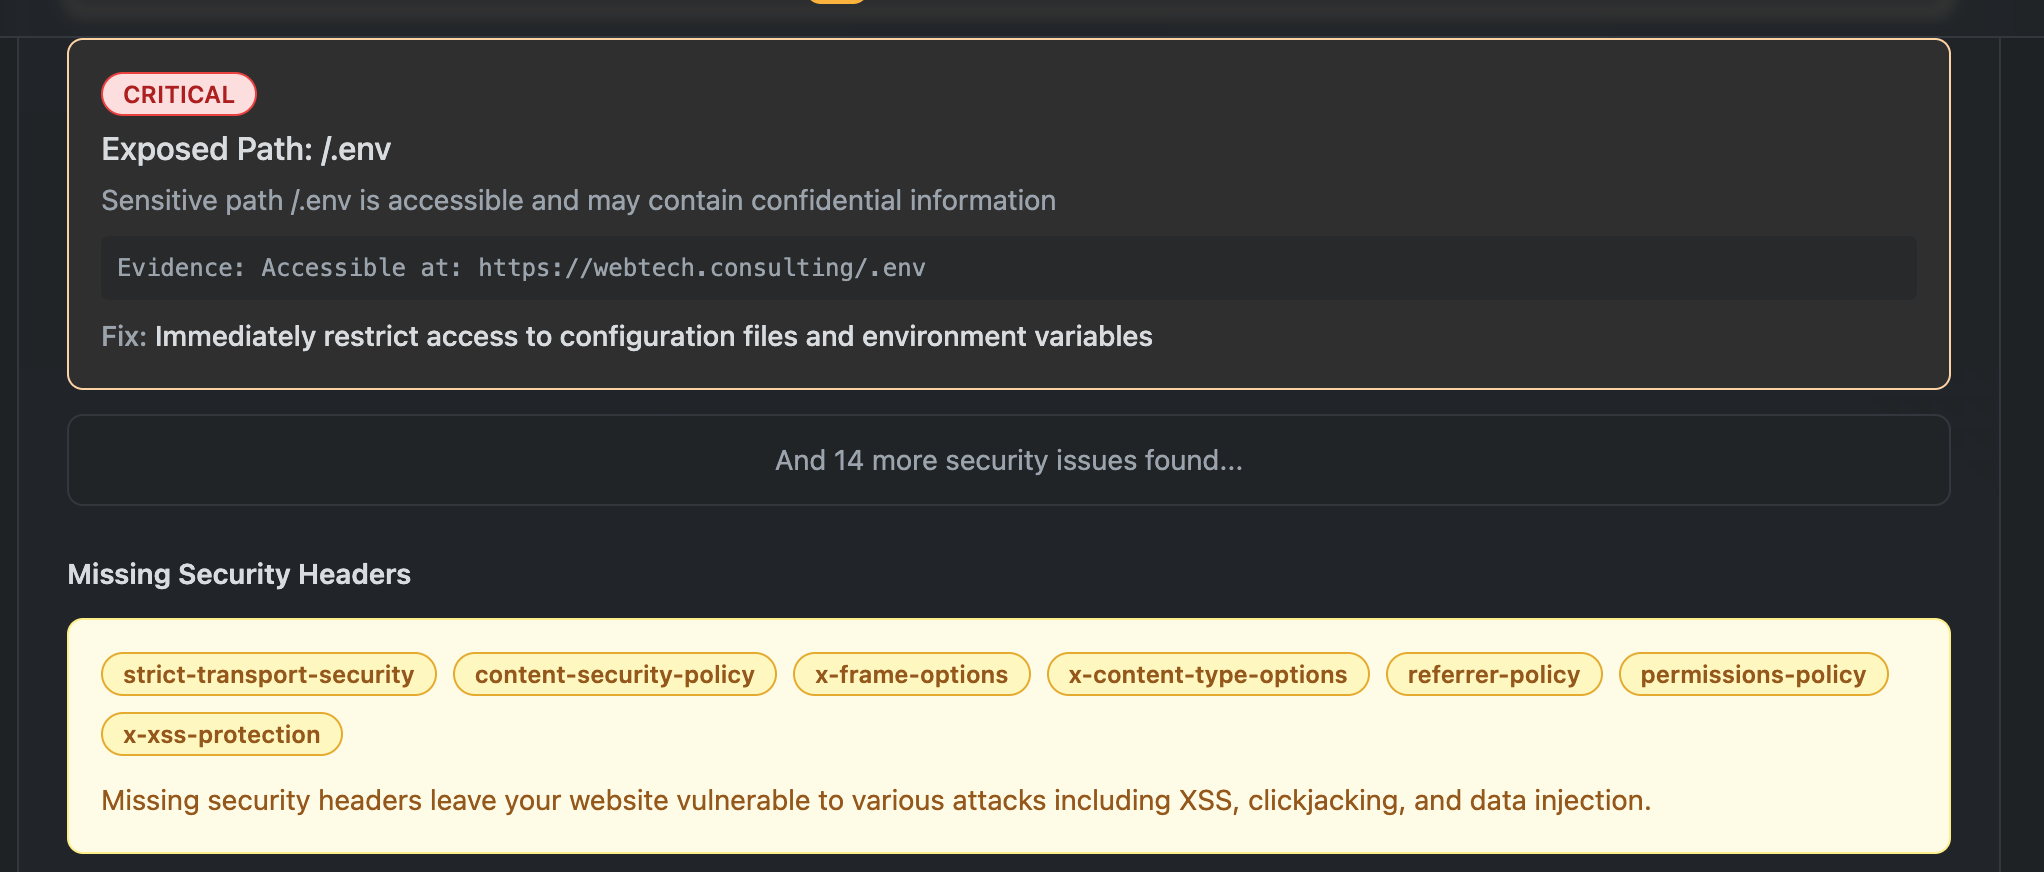 CRITICAL
Exposed Path: /.env
Sensitive path /.env is accessible and may contain confidential information
Evidence: Accessible at: https://webtech.consulting/.env
Fix: Immediately restrict access to configuration files and environment variables
And 14 more security issues found...
Missing Security Headers
strict-transport-security content-security-policy x-frame-options x-content-type-options referrer-policy permissions-policy
x-xss-protection
Missing security headers leave your website vulnerable to various attacks including XSS, clickjacking, and data injection.